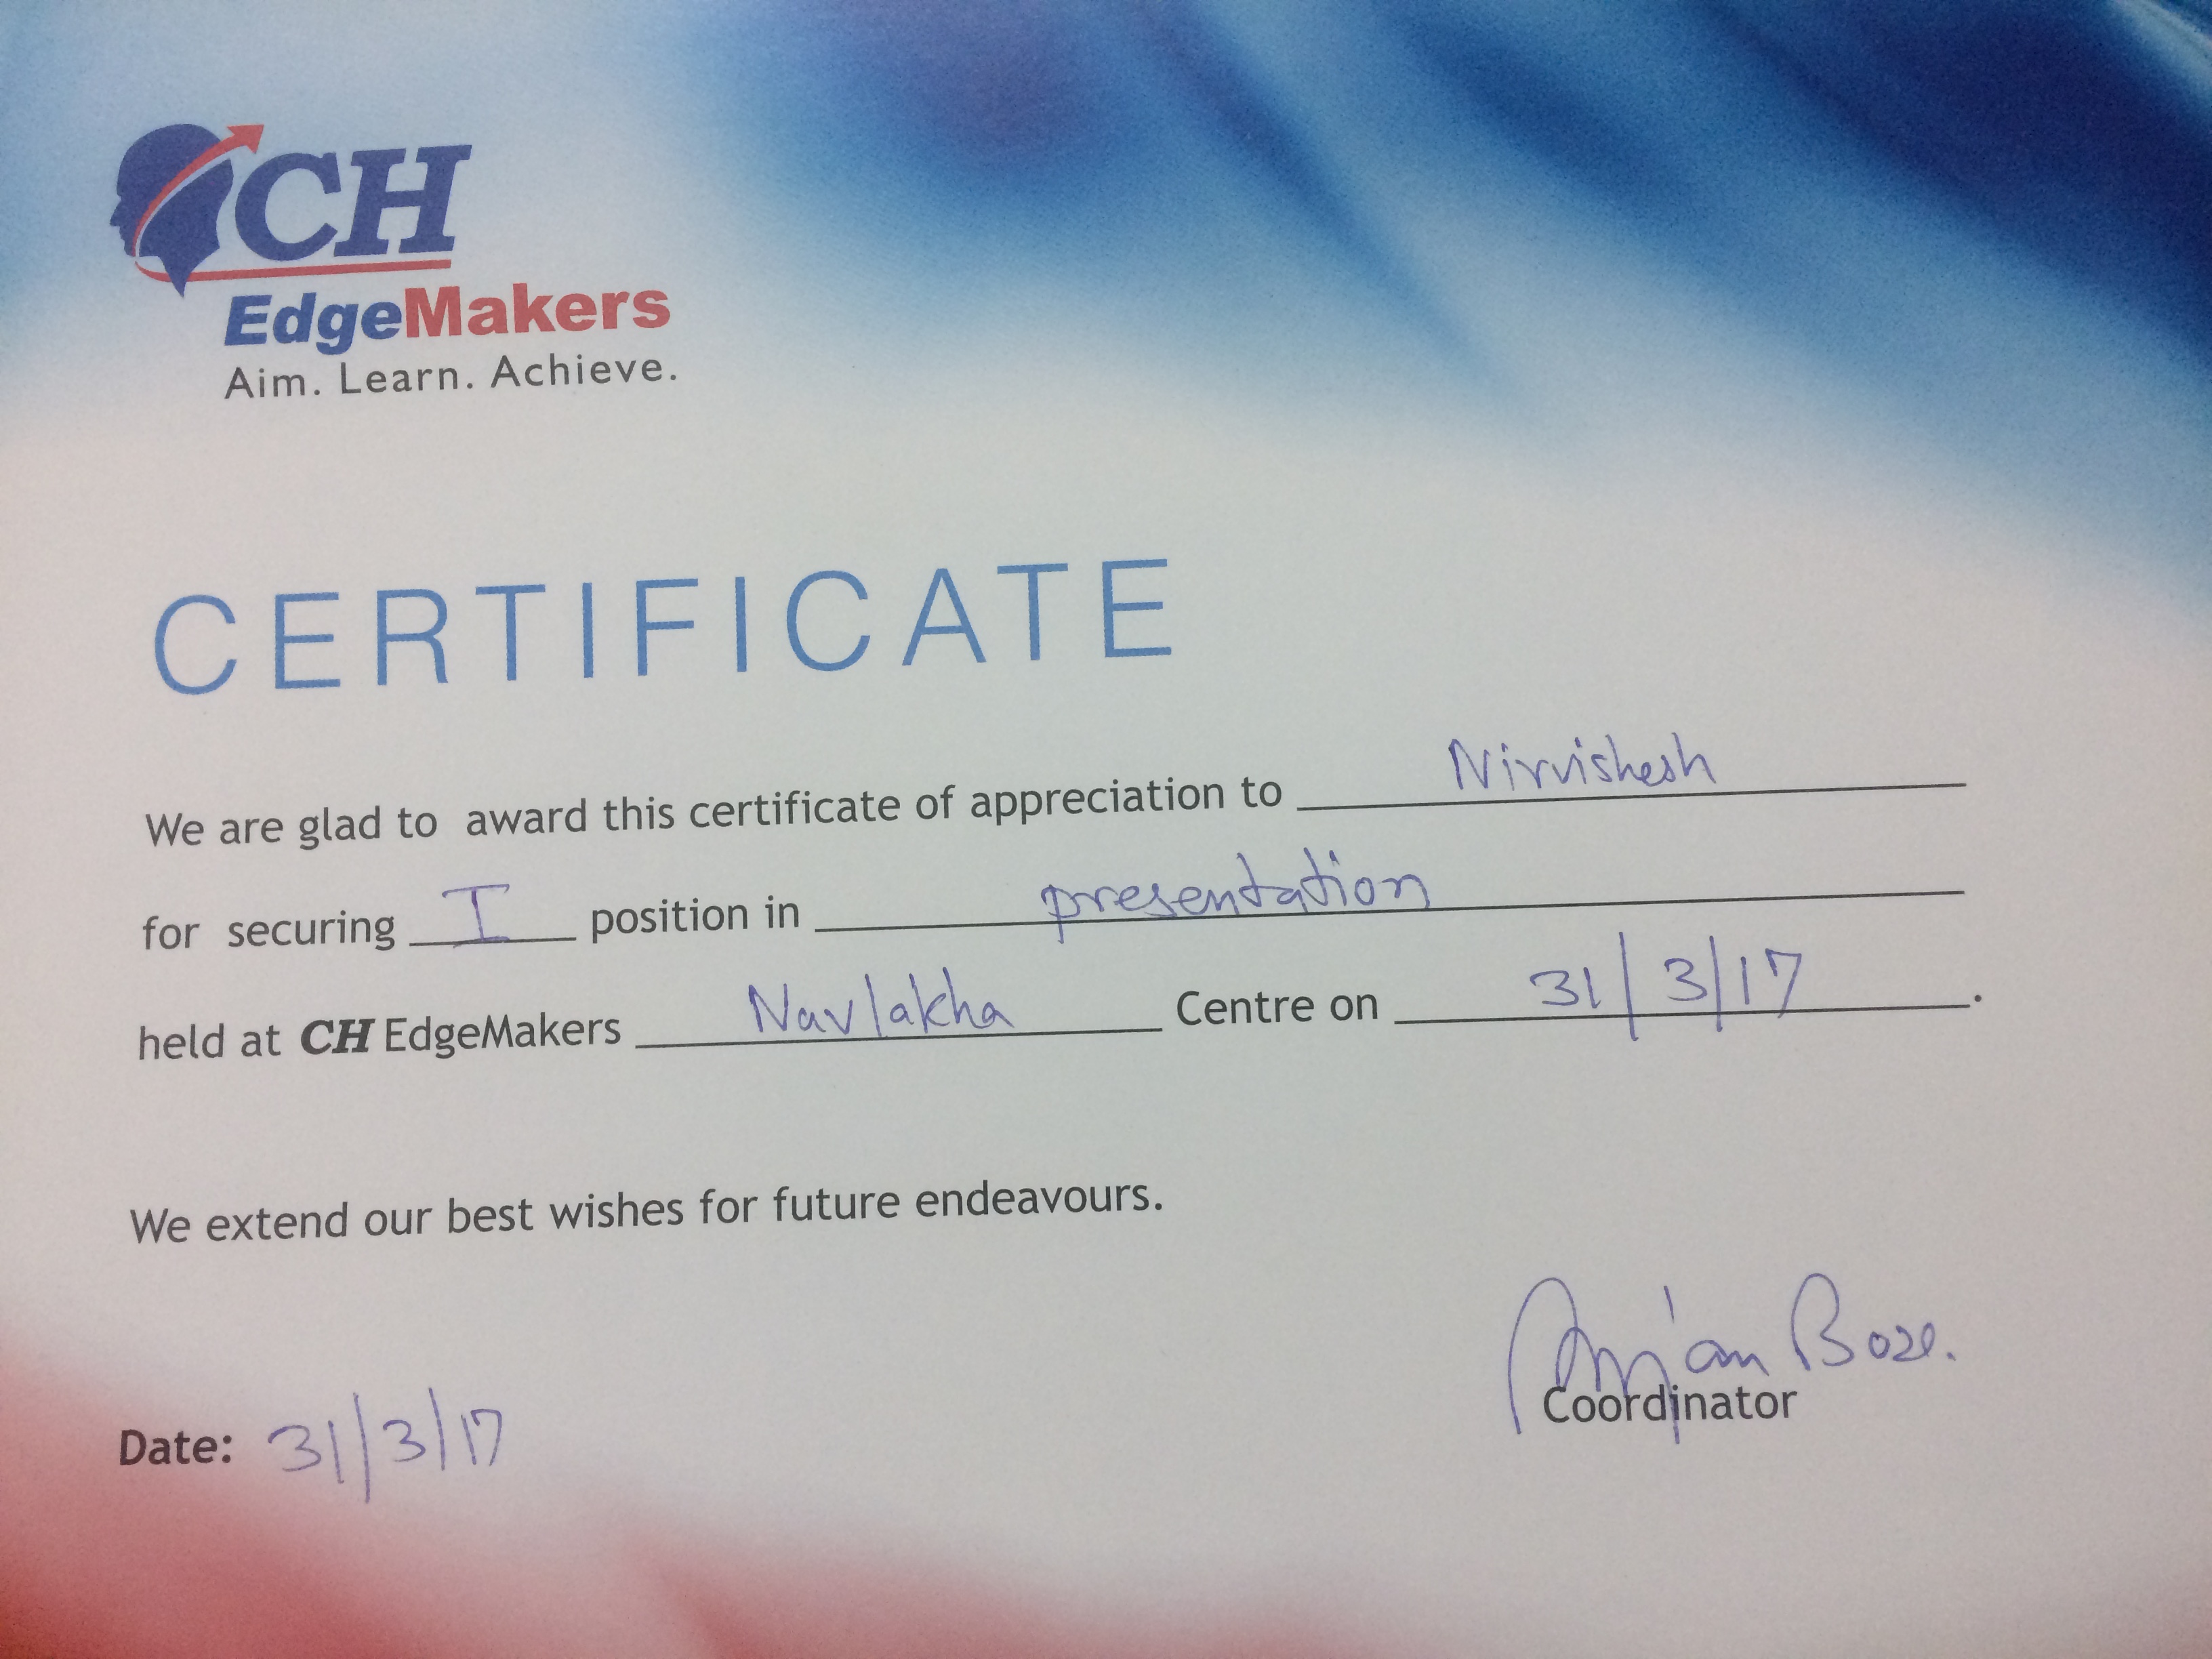 CH
EdgeMakers
Aim. Learn. Achieve.
CERTIFICATE
We are glad to award this certificate of appreciation to Nirvishesh
for securing I position in presentation
held at CH EdgeMakers Navlakha Centre on 31/3/17.
We extend our best wishes for future endeavours.
Bose.
Coordinator
Date: 31/3/17